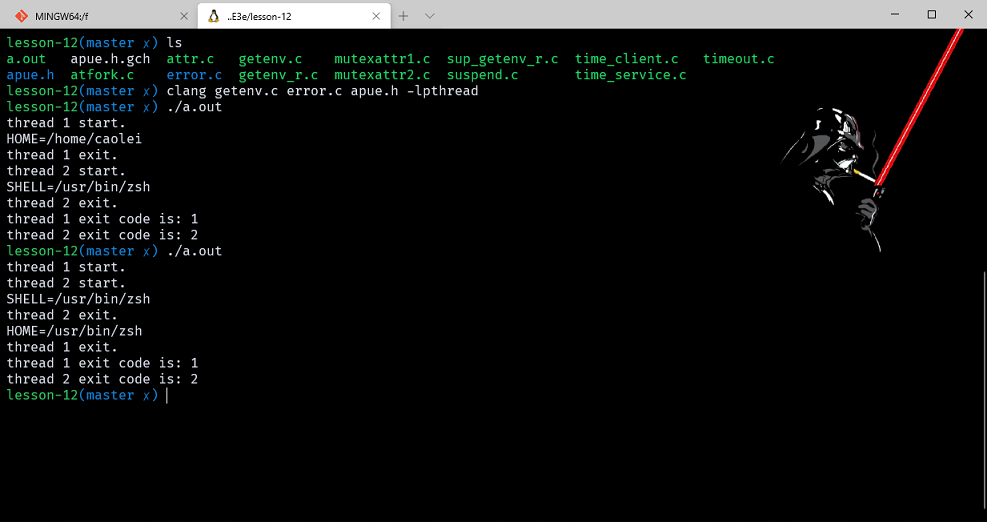 MINGW64:/f
..E3e/lesson-12
lesson-12(master x) ls
a.out apue.h.gch attr.c getenv.c mutexattr1.c sup_getenv_r.c time_client.c timeout.c
apue.h atfork.c error.c getenv_r.c mutexattr2.c suspend.c time_service.c
lesson-12(master x) clang getenv.c error.c apue.h -lpthread
lesson-12(master x) ./a.out
thread 1 start.
HOME=/home/caolei
thread 1 exit.
thread 2 start.
SHELL=/usr/bin/zsh
thread 2 exit.
thread 1 exit code is: 1
thread 2 exit code is: 2
lesson-12(master x) ./a.out
thread 1 start.
thread 2 start.
SHELL=/usr/bin/zsh
thread 2 exit.
HOME=/usr/bin/zsh
thread 1 exit.
thread 1 exit code is: 1
thread 2 exit code is: 2
lesson-12(master x)